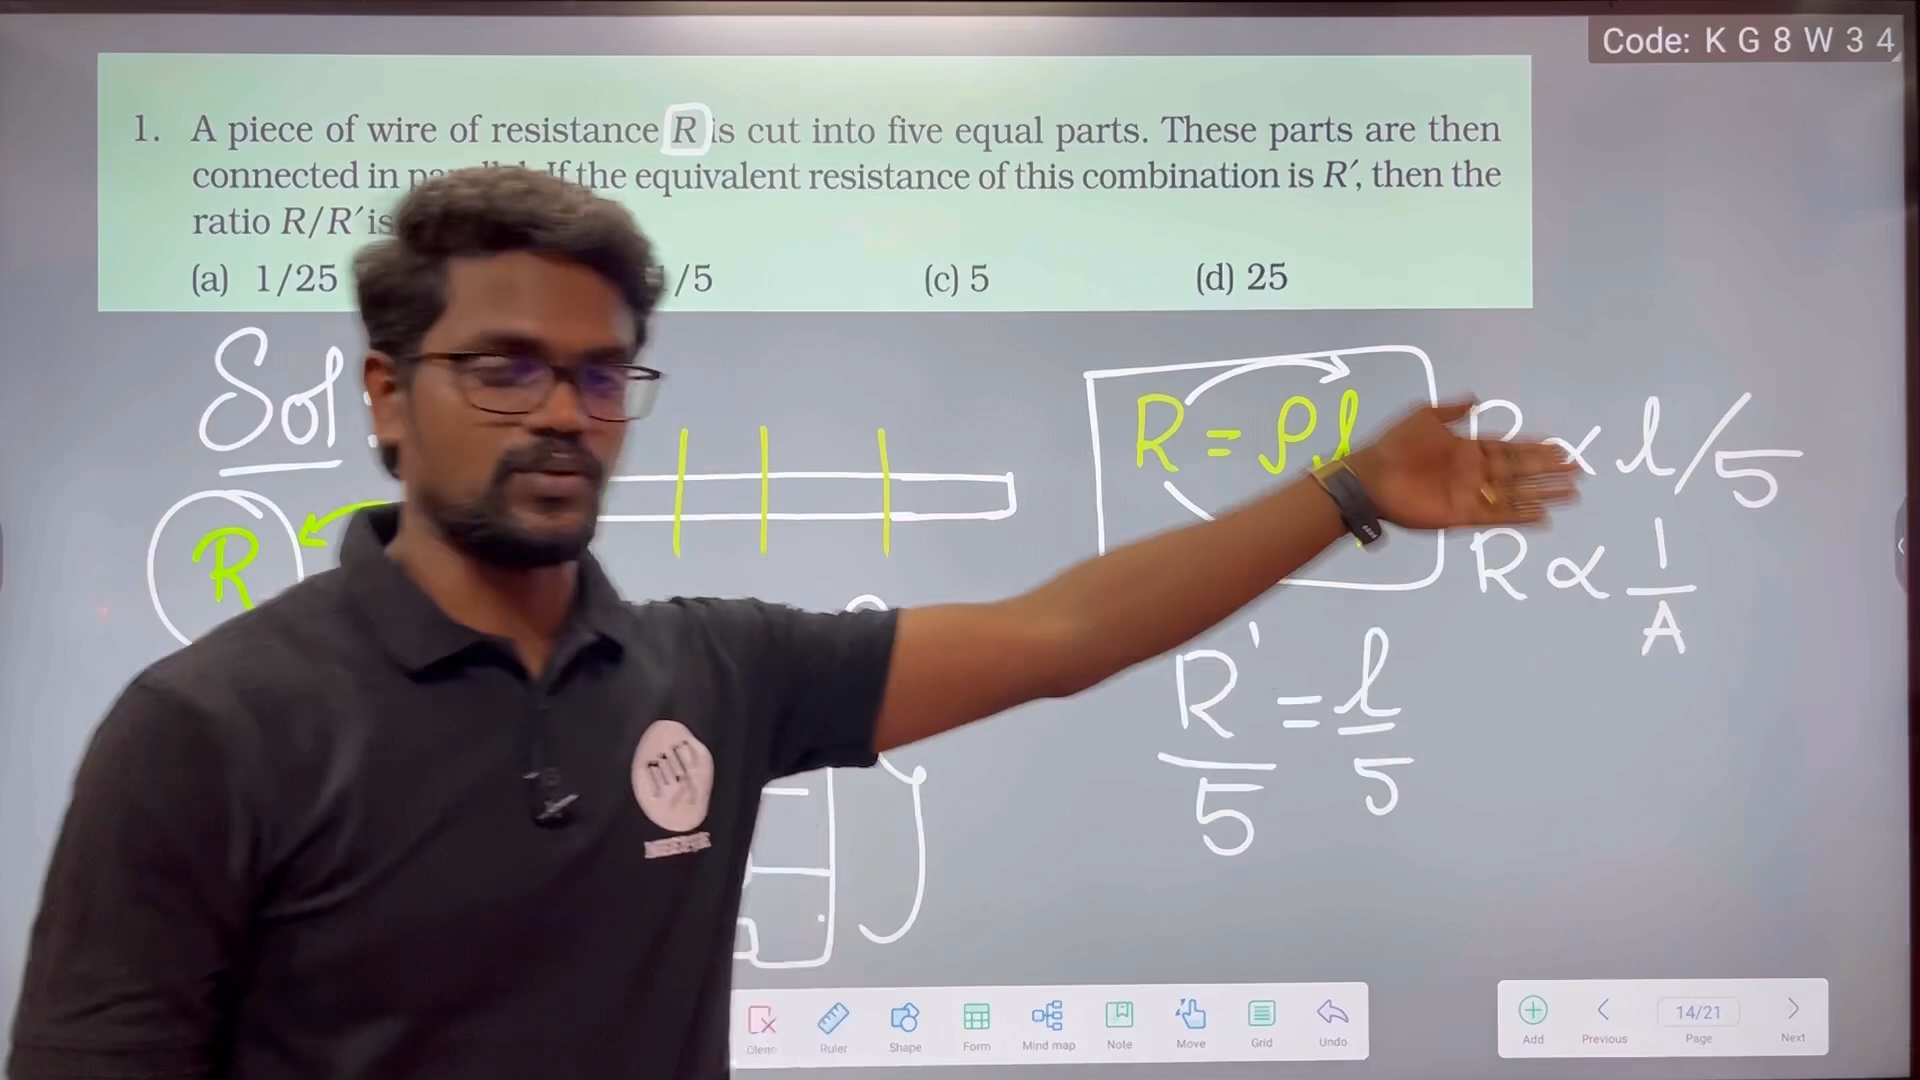 Code: K G 8 W 3 4
1. A piece of wire of resistance R is cut into five equal parts. These parts are then
connected in If the equivalent resistance of this combination is R′, then the
ratio R/R′ is
(a) 1/25 1/5 (c) 5 (d) 25
Sol:
R
R = ρl
R ∝ l/5
R ∝ 1/A
R'/5 = l/5
Ruler Shape Form Mind map Note Move Grid Undo
Add Previous 14/21 Page Next